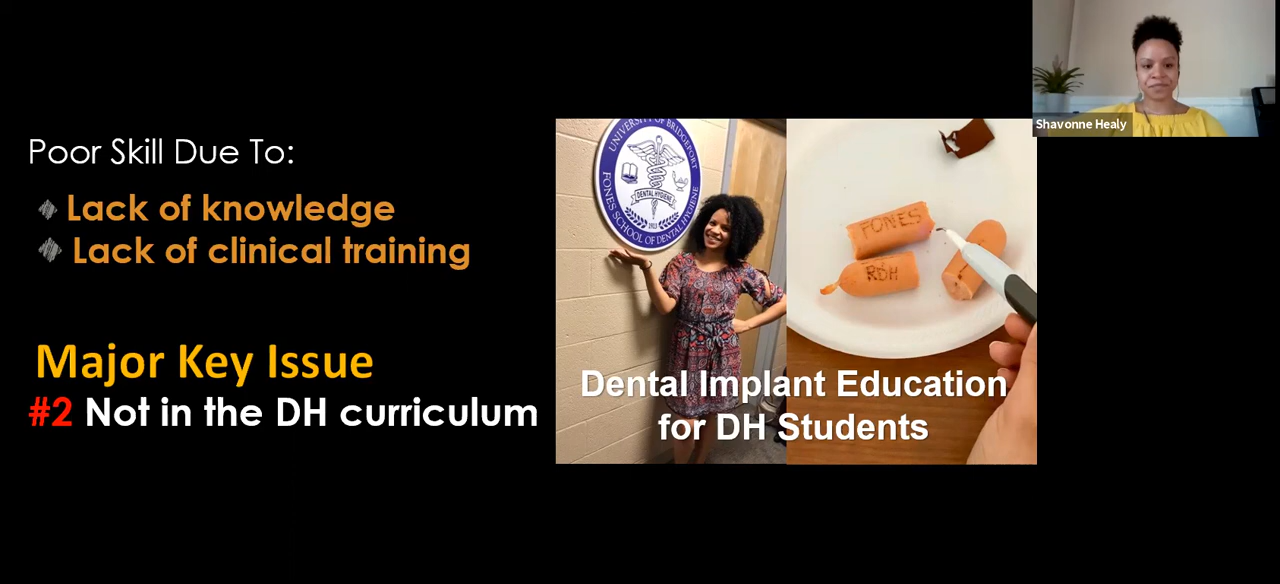 Poor Skill Due To:
Lack of knowledge
Lack of clinical training
Major Key Issue
#2 Not in the DH curriculum
UNIVERSITY OF BRIDGEPORT
DENTAL HYGIENE
1913
FONES SCHOOL OF DENTAL HYGIENE
FONES
RDH
Dental Implant Education
for DH Students
Shavonne Healy